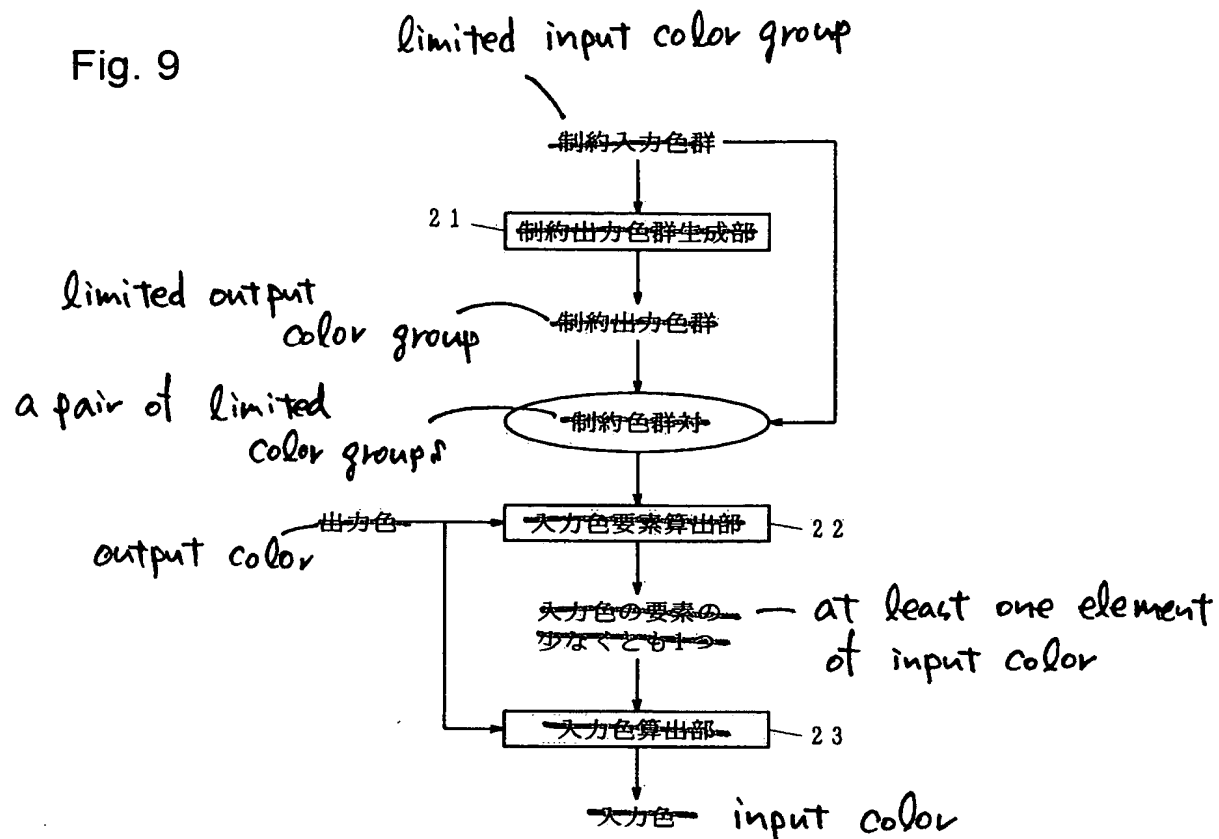 Fig. 9
limited input color group
制約入力色群
21
制約出力色群生成部
limited output
color group
制約出力色群
a pair of limited
color groups
制約色群対
出力色
output color
入力色要素算出部
22
入力色の要素の
少なくとも1つ
at least one element
of input color
入力色算出部
23
入力色
input color